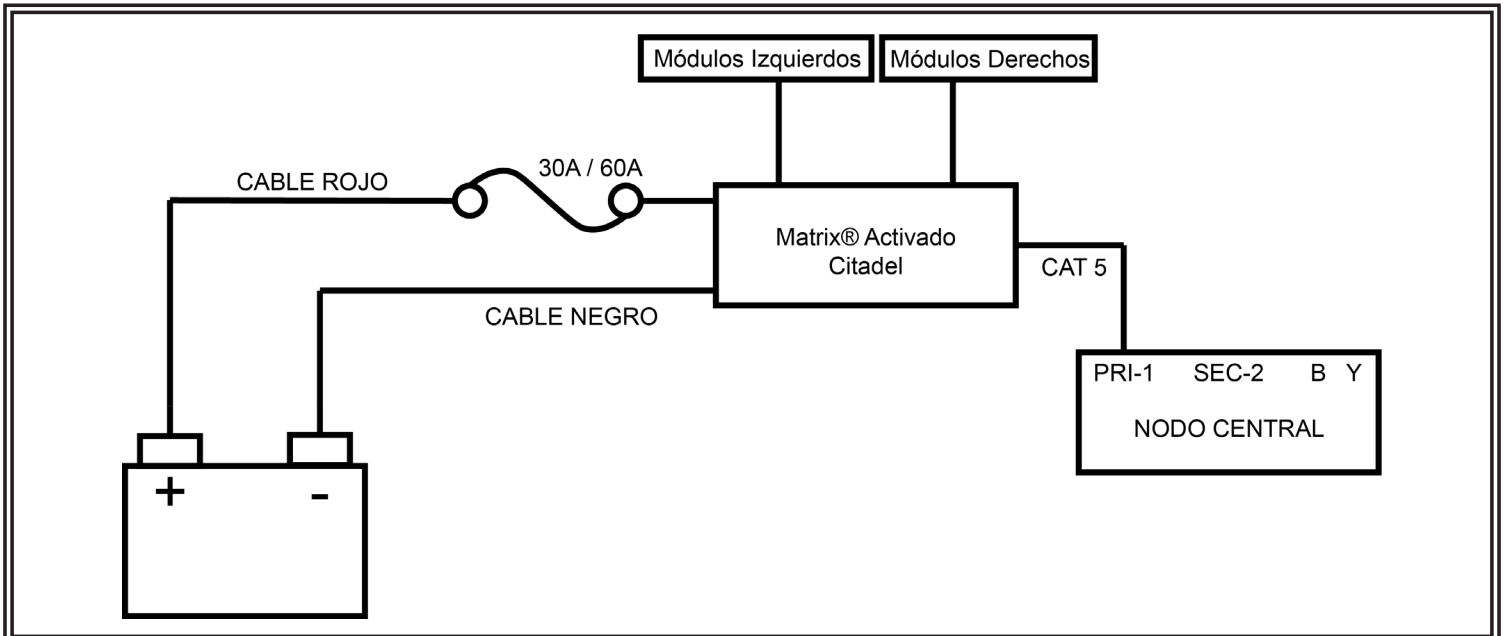 Módulos Izquierdos
Módulos Derechos
30A / 60A
CABLE ROJO
Matrix® Activado
Citadel
CAT 5
CABLE NEGRO
PRI-1 SEC-2 B Y
NODO CENTRAL
+ -